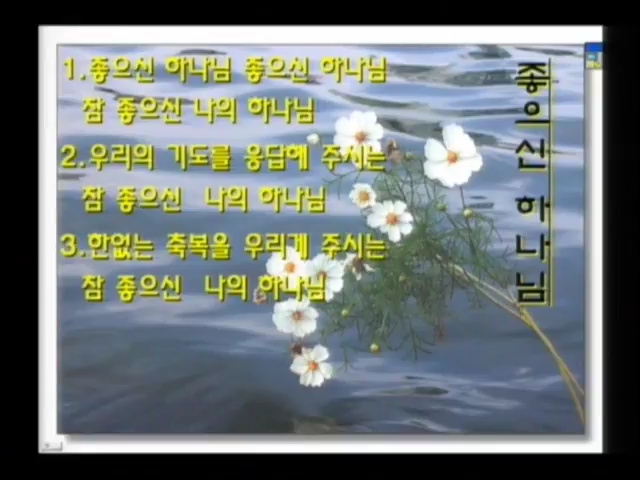 1.좋으신 하나님 좋으신 하나님
참 좋으신 나의 하나님
2.우리의 기도를 응답해 주시는
참 좋으신 나의 하나님
3.한없는 축복을 우리게 주시는
참 좋으신 나의 하나님
좋으신 하나님